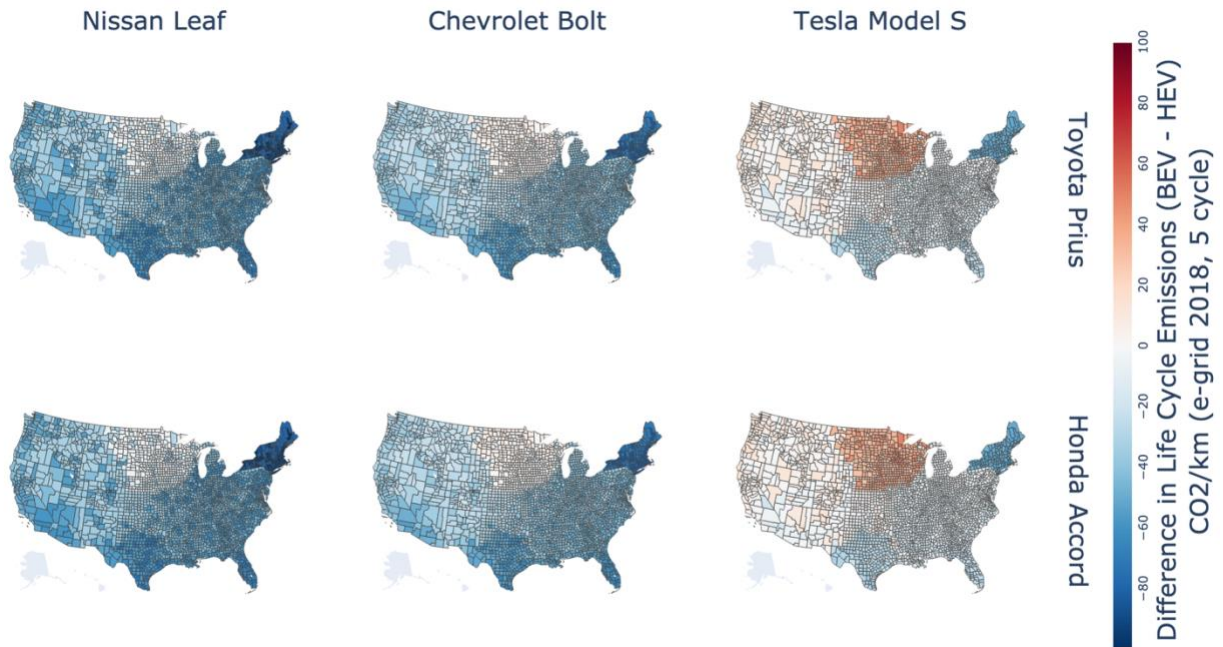 Nissan Leaf
Chevrolet Bolt
Tesla Model S
Toyota Prius
Honda Accord
100
80
60
40
20
0
−20
−40
−60
−80
Difference in Life Cycle Emissions (BEV - HEV)
CO2/km (e-grid 2018, 5 cycle)